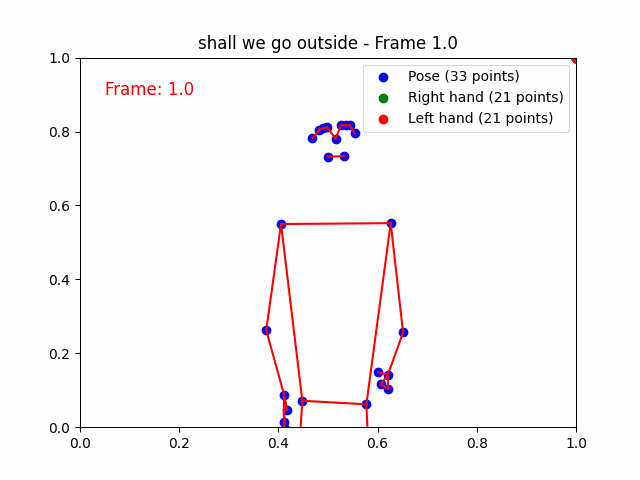 shall we go outside - Frame 1.0
Frame: 1.0
Pose (33 points)
Right hand (21 points)
Left hand (21 points)
1.0
0.8
0.6
0.4
0.2
0.0
0.0 0.2 0.4 0.6 0.8 1.0